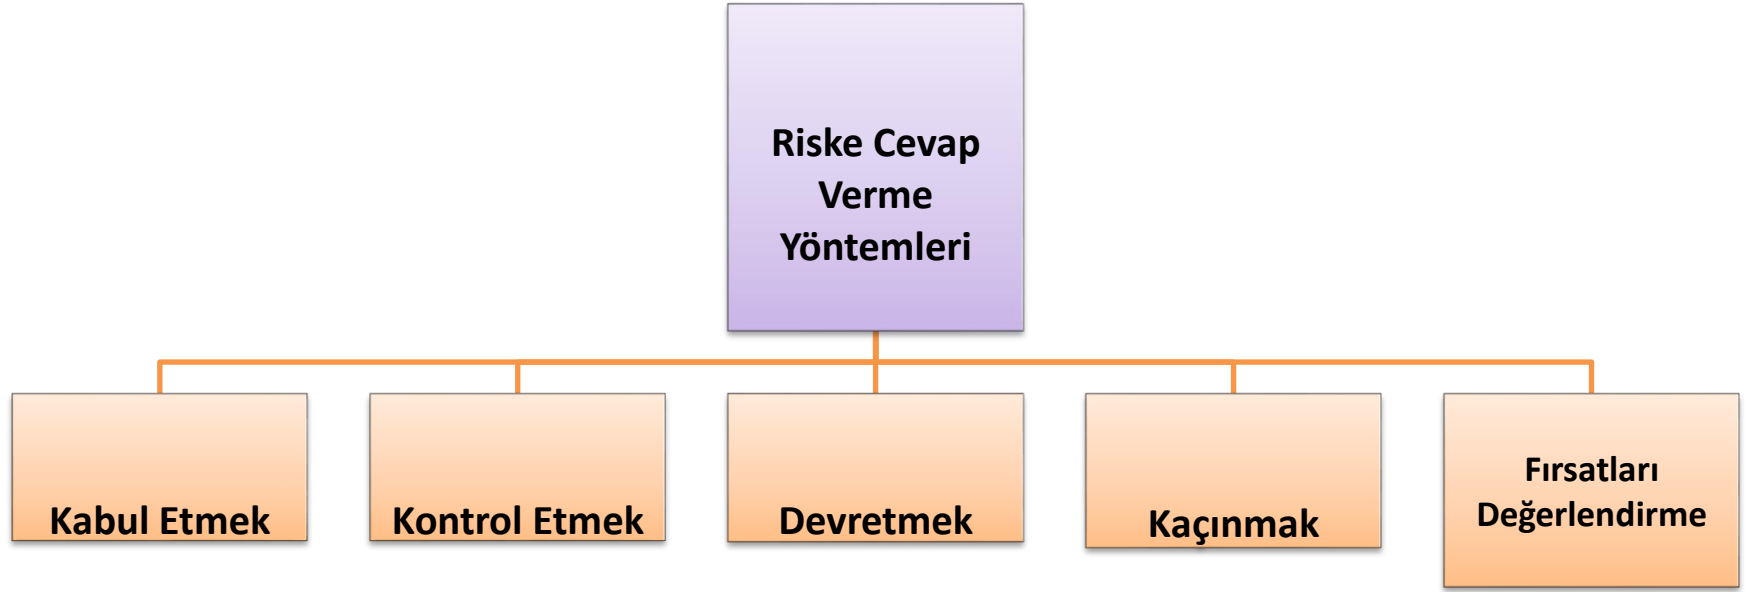 Riske Cevap
Verme
Yöntemleri
Kabul Etmek
Kontrol Etmek
Devretmek
Kaçınmak
Fırsatları
Değerlendirme